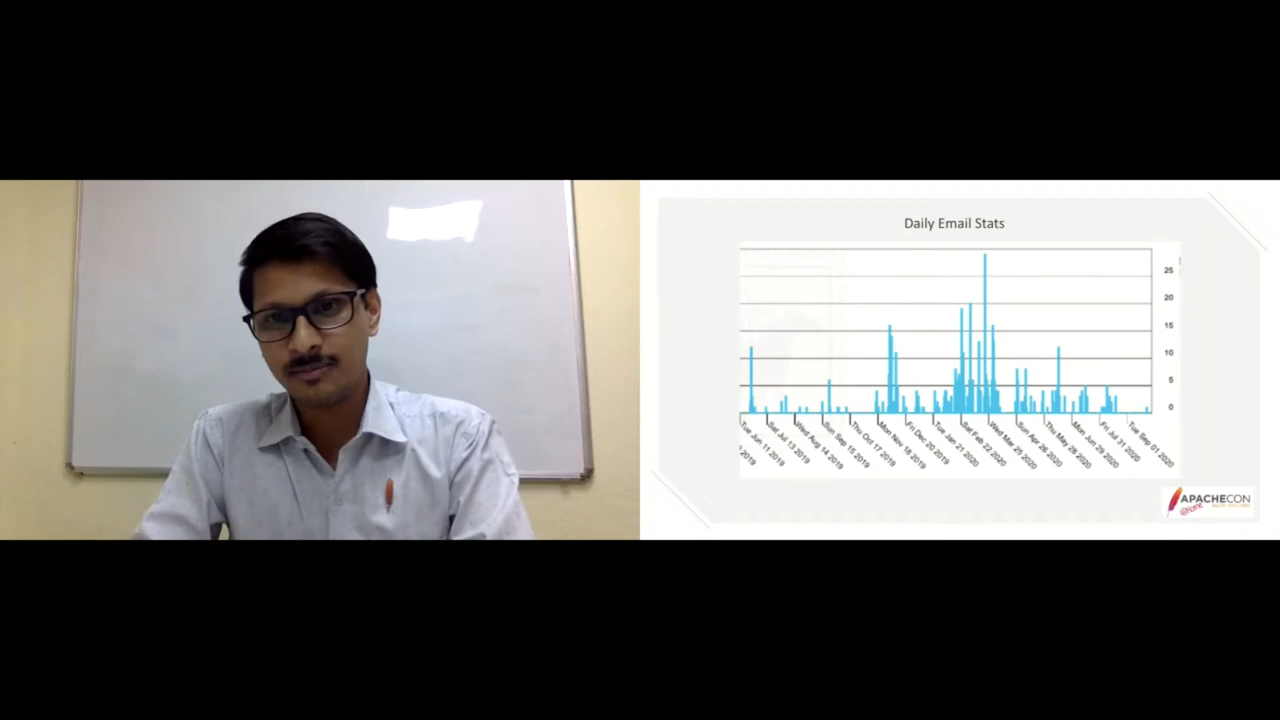 Daily Email Stats
25
20
15
10
5
0
2019
Tue Jun 11 2019
Sat Jul 13 2019
Wed Aug 14 2019
Sun Sep 15 2019
Thu Oct 17 2019
Mon Nov 18 2019
Fri Dec 20 2019
Tue Jan 21 2020
Sat Feb 22 2020
Wed Mar 25 2020
Sun Apr 26 2020
Thu May 28 2020
Mon Jun 29 2020
Fri Jul 31 2020
Tue Sep 01 2020
APACHECON
@Home